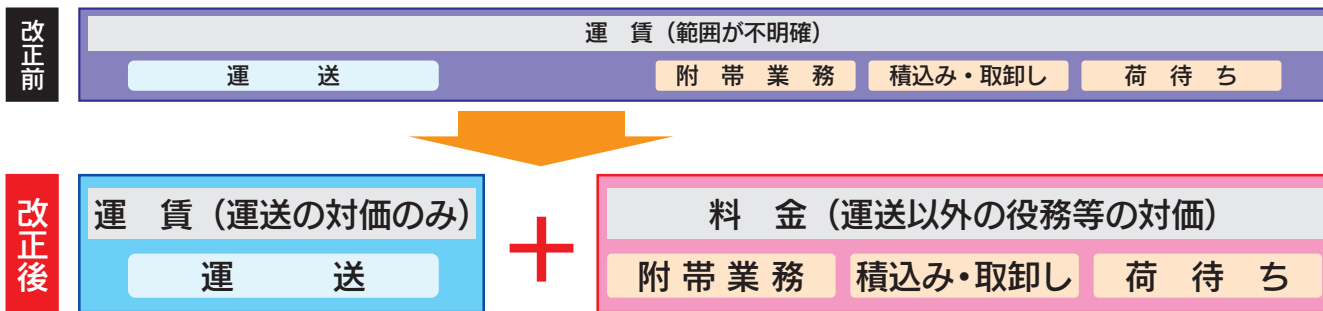 改正前
運　賃（範囲が不明確）
運　送
附帯業務
積込み・取卸し
荷待ち
改正後
運　賃（運送の対価のみ）
運　送
＋
料　金（運送以外の役務等の対価）
附帯業務
積込み・取卸し
荷待ち